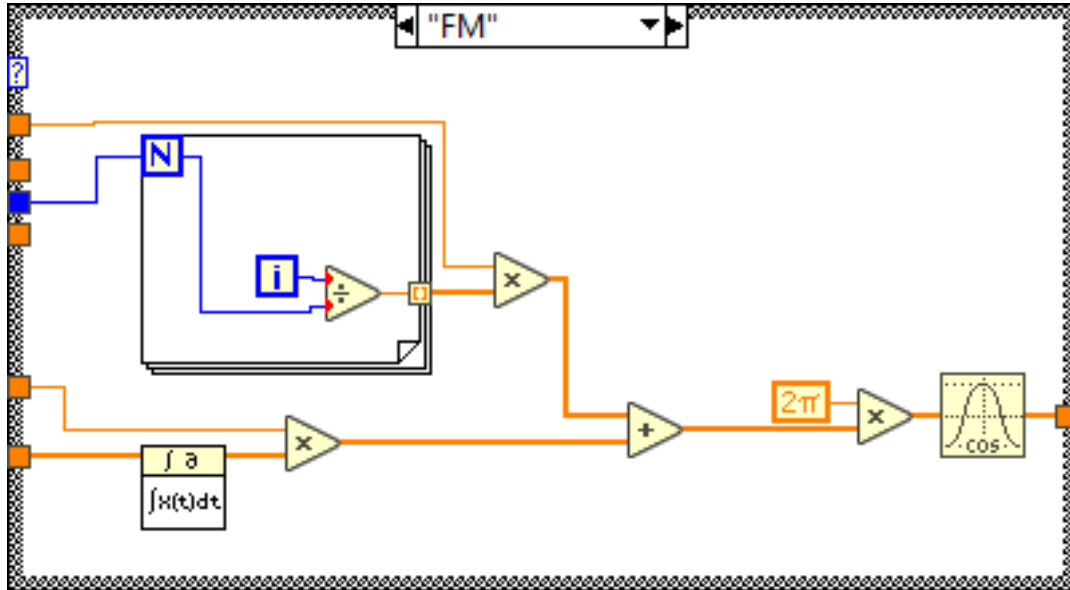 "FM"
?
N
i
÷
×
2π
×
×
+
∫ ∂
∫x(t)dt
COS